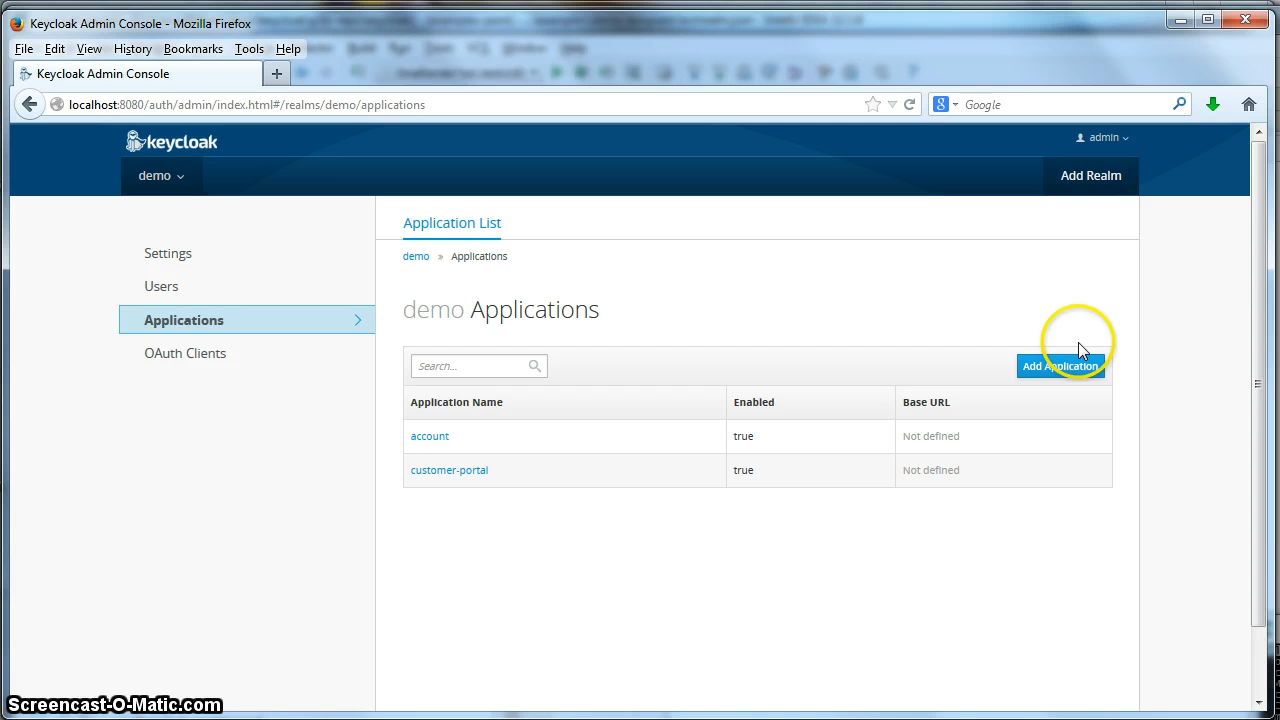 Keycloak Admin Console - Mozilla Firefox
File Edit View History Bookmarks Tools Help
Keycloak Admin Console
localhost:8080/auth/admin/index.html#/realms/demo/applications
Google
keycloak
admin
demo
Add Realm
Application List
demo » Applications
Settings
Users
Applications
OAuth Clients
demo Applications
Search...
Add Application
Application Name Enabled Base URL
account true Not defined
customer-portal true Not defined
Screencast-O-Matic.com